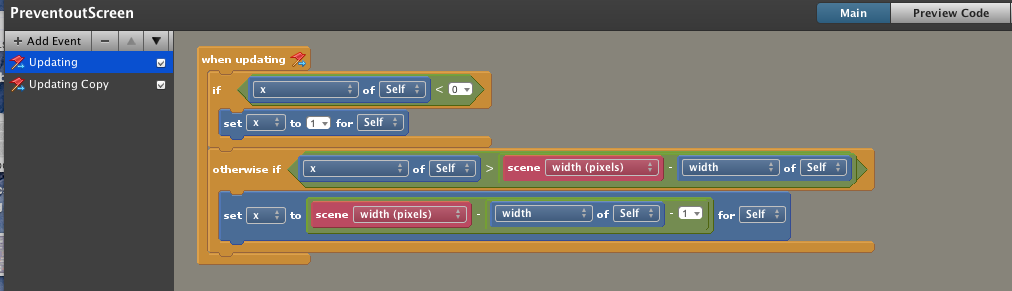 PreventoutScreen
Main Preview Code
+ Add Event −
Updating
Updating Copy
when updating
if x of Self < 0
set x to 1 for Self
otherwise if x of Self > scene width (pixels) - width of Self
set x to scene width (pixels) - width of Self - 1 for Self